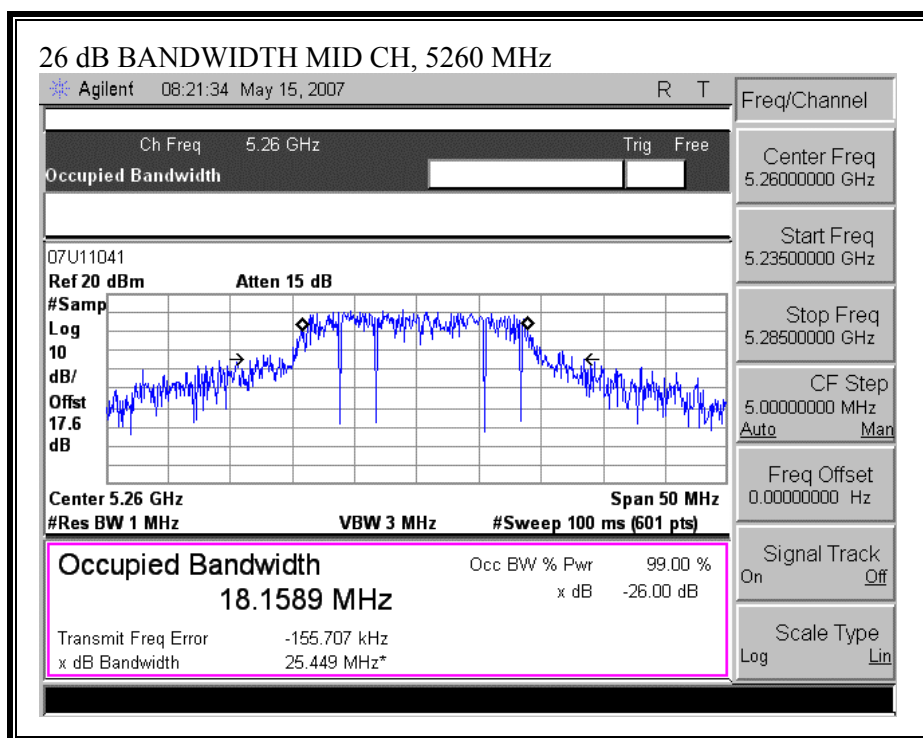 26 dB BANDWIDTH MID CH, 5260 MHz
Agilent 08:21:34 May 15, 2007 R T
Ch Freq 5.26 GHz Trig Free
Occupied Bandwidth
07U11041
Ref 20 dBm Atten 15 dB
#Samp
Log
10
dB/
Offst
17.6
dB
Center 5.26 GHz Span 50 MHz
#Res BW 1 MHz VBW 3 MHz #Sweep 100 ms (601 pts)
Occupied Bandwidth Occ BW % Pwr 99.00 %
18.1589 MHz x dB -26.00 dB
Transmit Freq Error -155.707 kHz
x dB Bandwidth 25.449 MHz*
Freq/Channel
Center Freq
5.26000000 GHz
Start Freq
5.23500000 GHz
Stop Freq
5.28500000 GHz
CF Step
5.00000000 MHz
Auto Man
Freq Offset
0.00000000 Hz
Signal Track
On Off
Scale Type
Log Lin